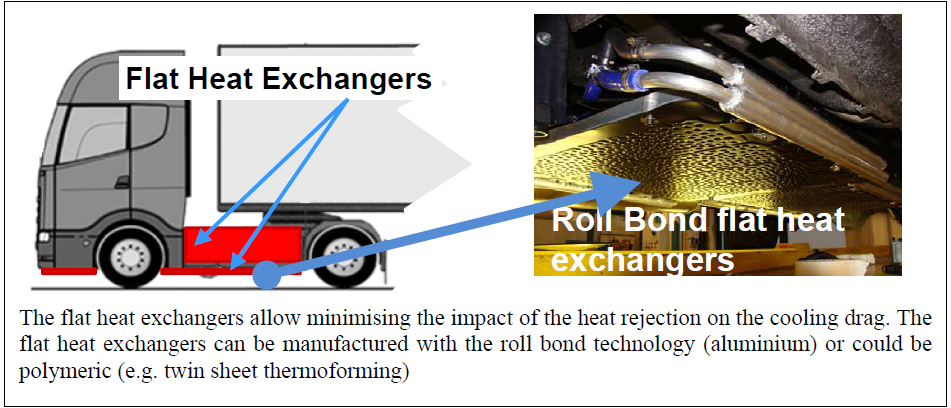 Flat Heat Exchangers
Roll Bond flat heat
exchangers
The flat heat exchangers allow minimising the impact of the heat rejection on the cooling drag. The
flat heat exchangers can be manufactured with the roll bond technology (aluminium) or could be
polymeric (e.g. twin sheet thermoforming)